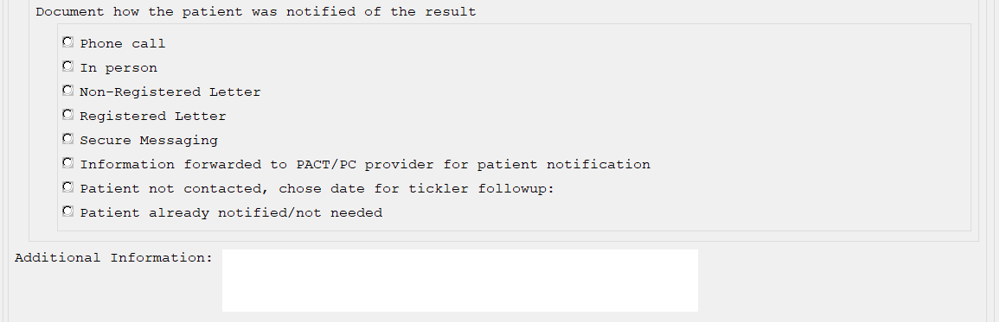 Document how the patient was notified of the result
Phone call
In person
Non-Registered Letter
Registered Letter
Secure Messaging
Information forwarded to PACT/PC provider for patient notification
Patient not contacted, chose date for tickler followup:
Patient already notified/not needed
Additional Information: